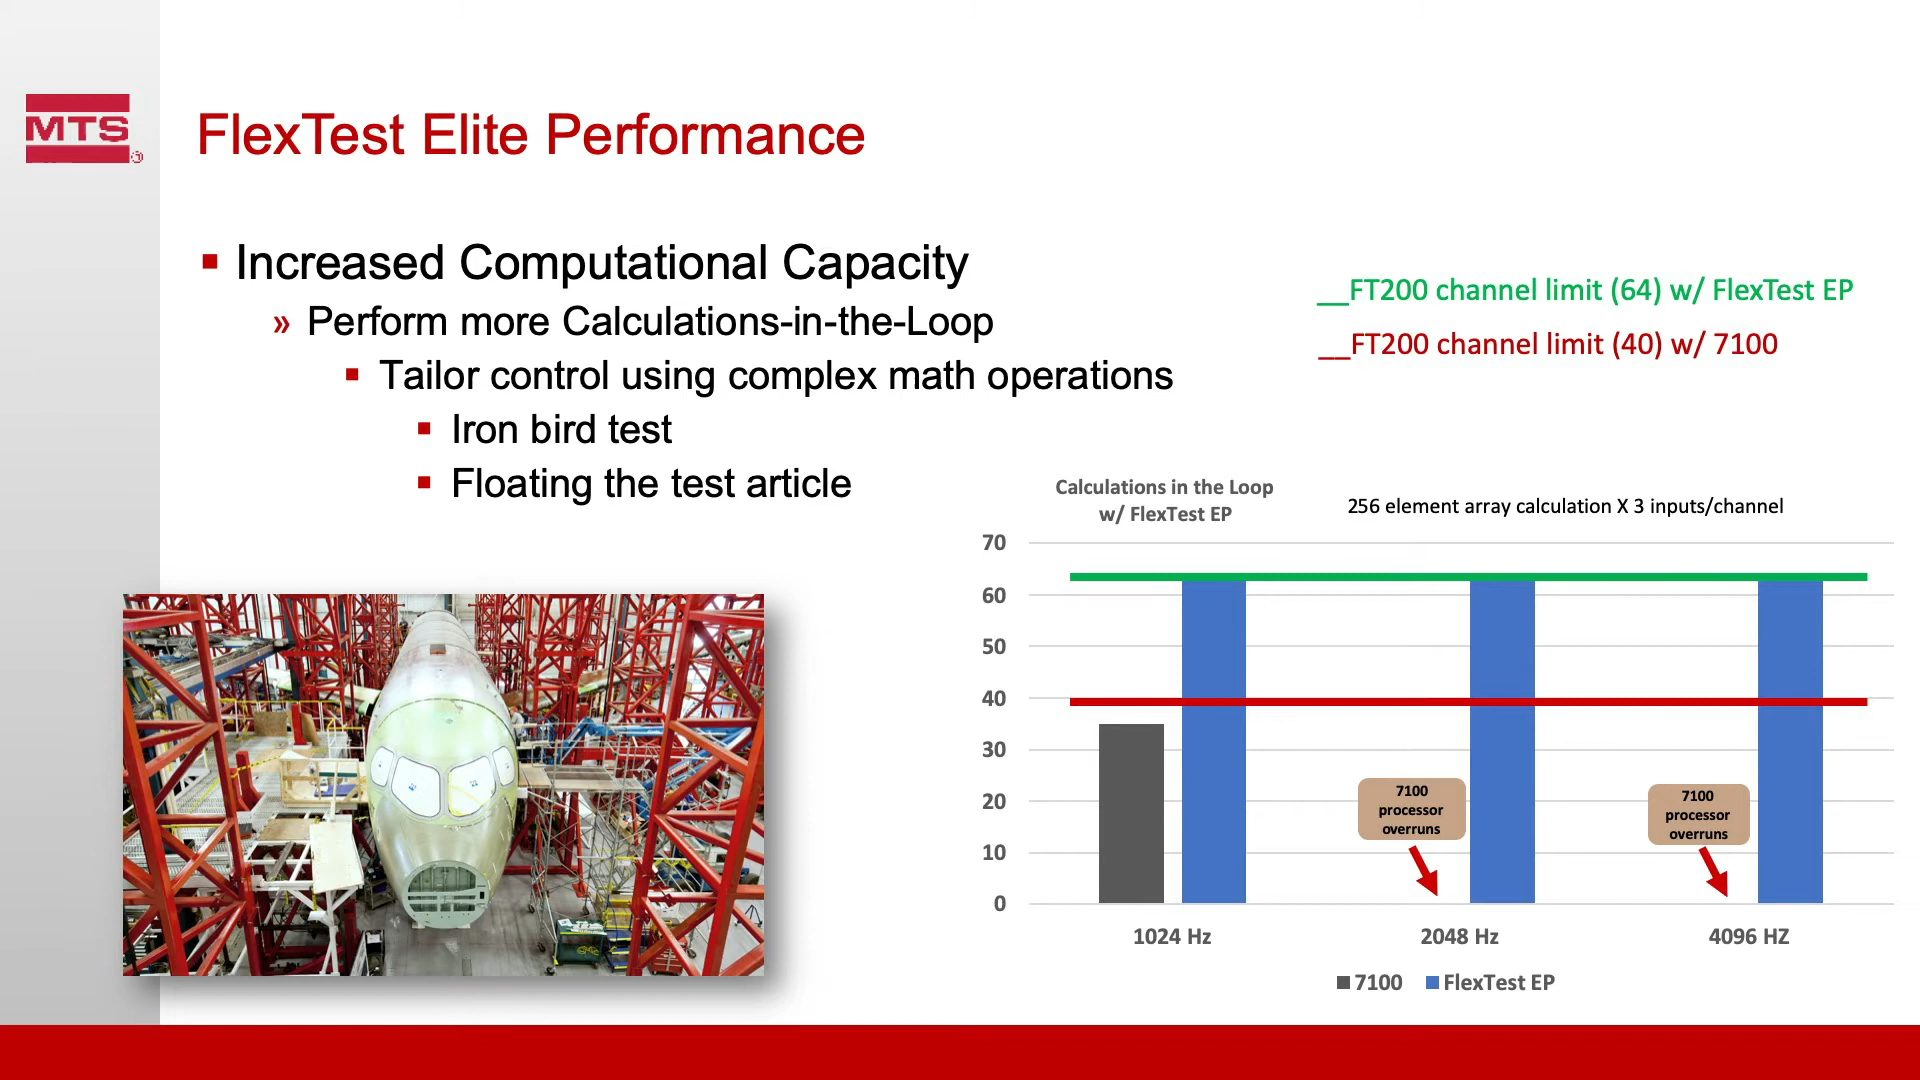 MTS
FlexTest Elite Performance
Increased Computational Capacity
» Perform more Calculations-in-the-Loop
Tailor control using complex math operations
Iron bird test
Floating the test article
__FT200 channel limit (64) w/ FlexTest EP
__FT200 channel limit (40) w/ 7100
Calculations in the Loop
w/ FlexTest EP
256 element array calculation X 3 inputs/channel
70
60
50
40
30
20
10
0
7100
processor
overruns
7100
processor
overruns
1024 Hz
2048 Hz
4096 HZ
7100
FlexTest EP